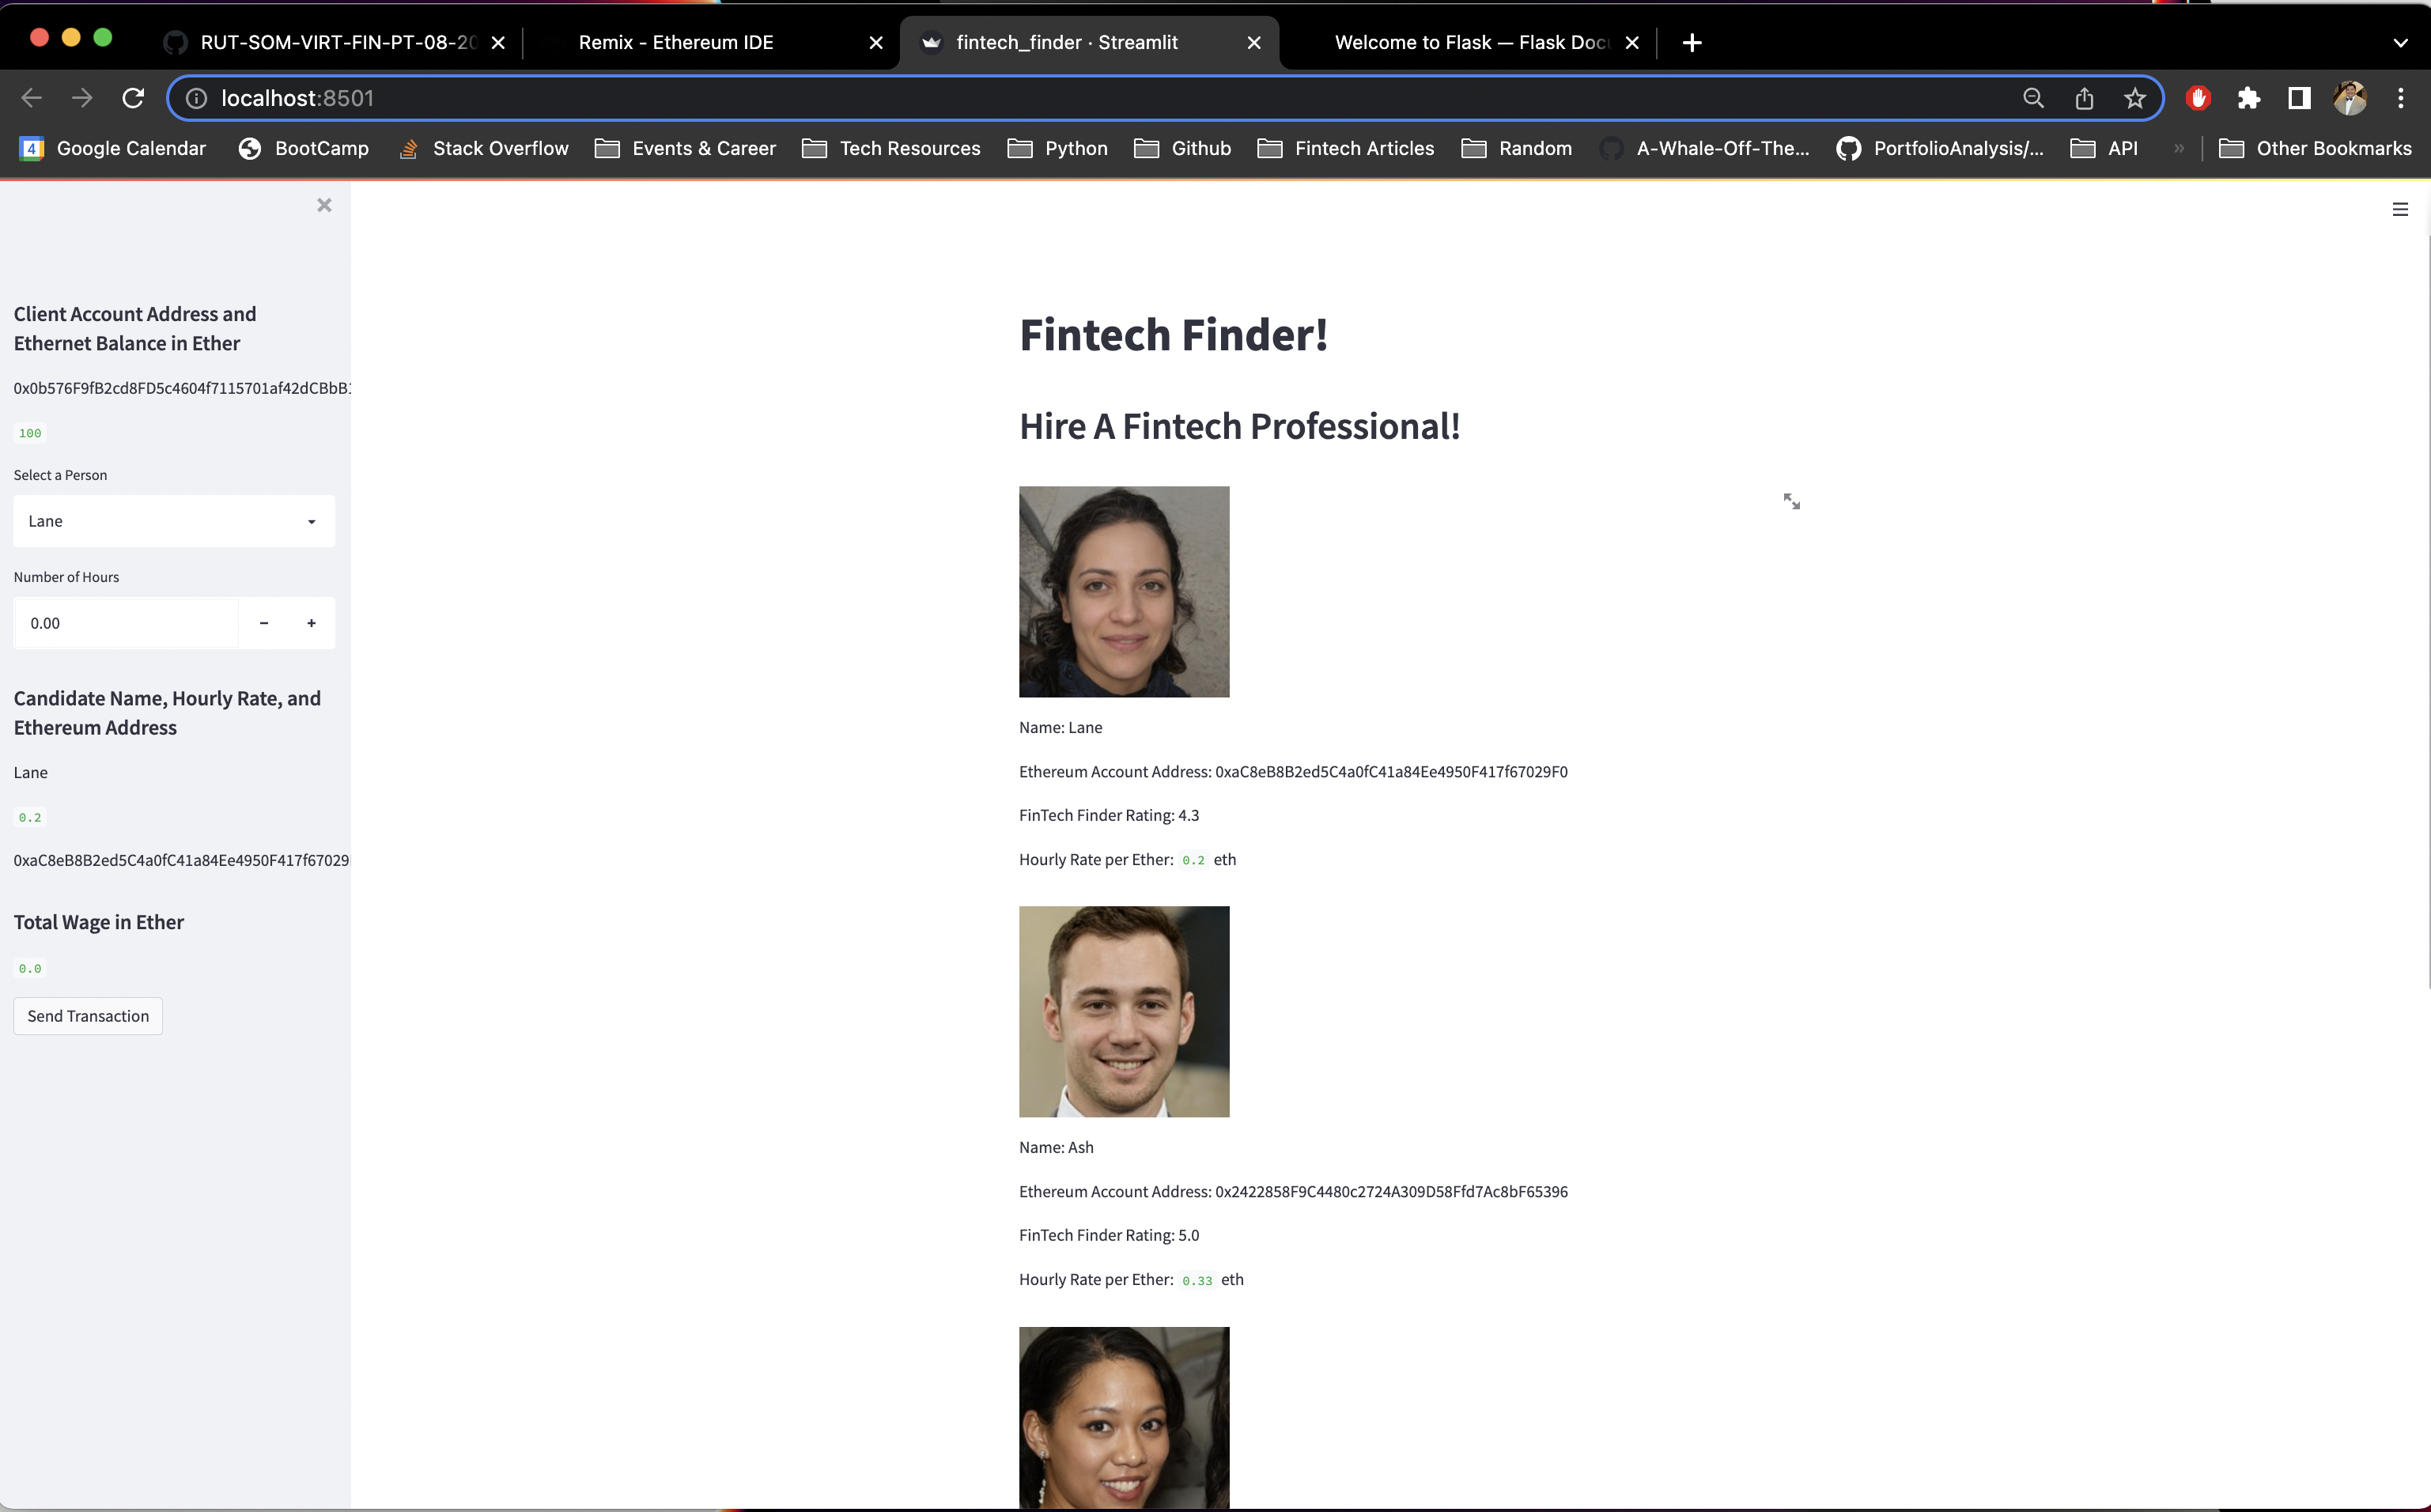 RUT-SOM-VIRT-FIN-PT-08-20
Remix - Ethereum IDE
fintech_finder · Streamlit
Welcome to Flask — Flask Doc
localhost:8501
4
Google Calendar
BootCamp
Stack Overflow
Events & Career
Tech Resources
Python
Github
Fintech Articles
Random
A-Whale-Off-The...
PortfolioAnalysis/...
API
»
Other Bookmarks
Client Account Address and
Ethernet Balance in Ether
0x0b576F9fB2cd8FD5c4604f7115701af42dCBbB1
100
Select a Person
Lane
Number of Hours
0.00
Candidate Name, Hourly Rate, and
Ethereum Address
Lane
0.2
0xaC8eB8B2ed5C4a0fC41a84Ee4950F417f67029
Total Wage in Ether
0.0
Send Transaction
Fintech Finder!
Hire A Fintech Professional!
Name: Lane
Ethereum Account Address: 0xaC8eB8B2ed5C4a0fC41a84Ee4950F417f67029F0
FinTech Finder Rating: 4.3
Hourly Rate per Ether: 0.2 eth
Name: Ash
Ethereum Account Address: 0x2422858F9C4480c2724A309D58Ffd7Ac8bF65396
FinTech Finder Rating: 5.0
Hourly Rate per Ether: 0.33 eth